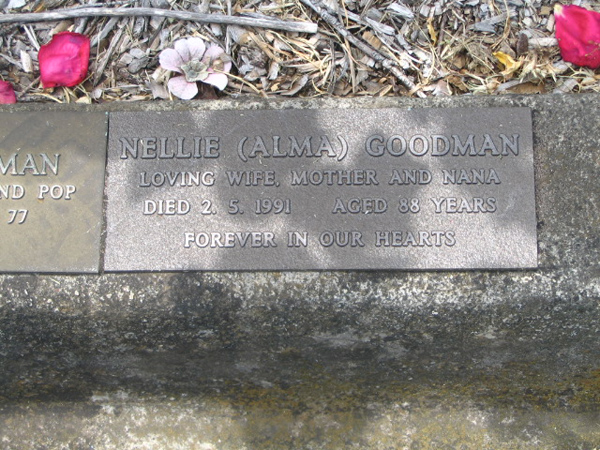 MAN
ND POP
77
NELLIE (ALMA) GOODMAN
LOVING WIFE, MOTHER AND NANA
DIED 2. 5. 1991 AGED 88 YEARS
FOREVER IN OUR HEARTS